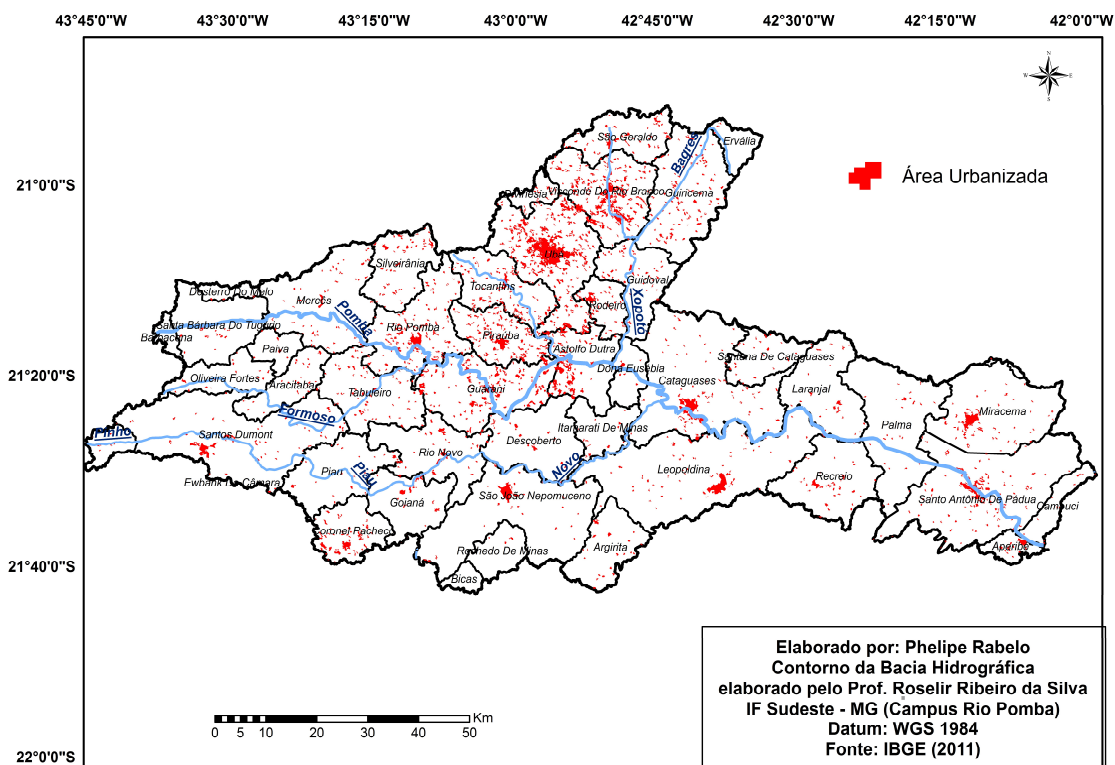 43°45'0"W 43°30'0"W 43°15'0"W 43°00'0"W 42°45'0"W 42°30'0"W 42°15'0"W 42°0'0"W
N
W E
S
São Geraldo
Bagres
Ervália
Área Urbanizada
21°0'0"S
Divinésia
Visconde Do Rio Branco
Guiricema
Ubá
Silveirânia
Guidoval
Tocantins
Desterro Do Melo
Mercês
Rodeiro
Xopotó
Pomba
Santa Bárbara Do Tugúrio
Rio Pomba
Barbacena
Piraúba
Paiva
Astolfo Dutra
Santana De Cataguases
Dona Eusébia
21°20'0"S
Oliveira Fortes
Aracitaba
Tabuleiro
Guarani
Cataguases
Laranjal
Formoso
Miracema
Palma
Pinho
Santos Dumont
Itamarati De Minas
Descoberto
Rio Novo
Piau
Piau
Novo
Leopoldina
Recreio
São João Nepomuceno
Goianá
Santo Antônio De Pádua
Cambuci
Coronel Pacheco
Rochedo De Minas
Argirita
Aperibé
21°40'0"S
Bicas
Elaborado por: Phelipe Rabelo
Contorno da Bacia Hidrográfica
elaborado pelo Prof. Roselir Ribeiro da Silva
IF Sudeste - MG (Campus Rio Pomba)
Datum: WGS 1984
Fonte: IBGE (2011)
Km
0 5 10 20 30 40 50
22°0'0"S